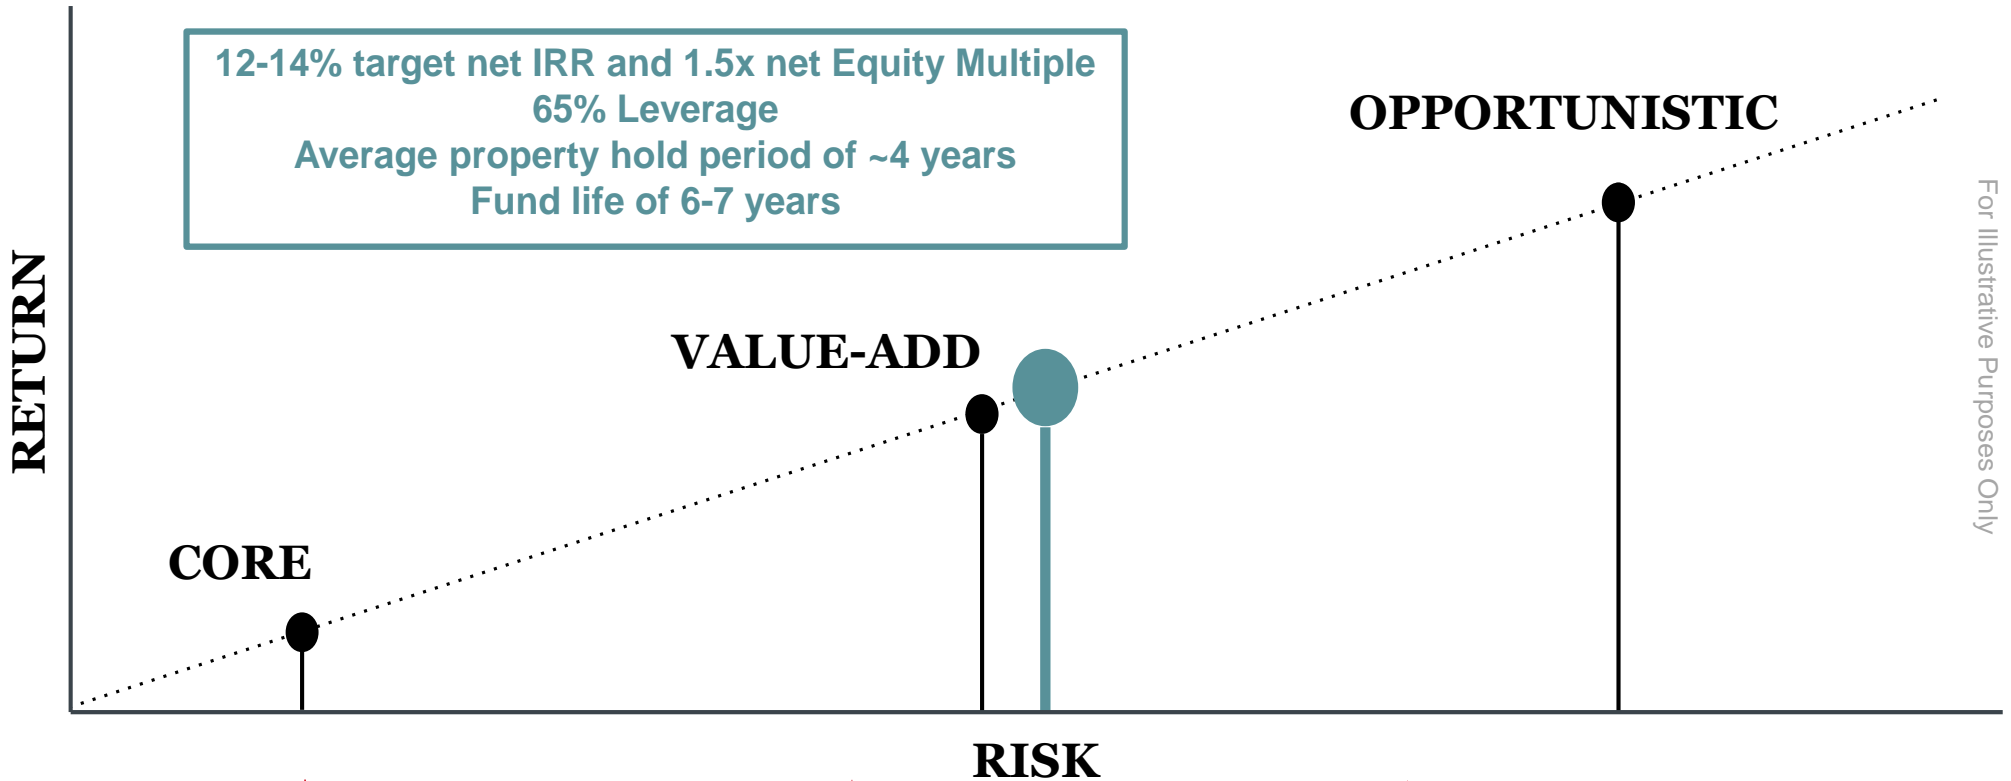 12-14% target net IRR and 1.5x net Equity Multiple
65% Leverage
Average property hold period of ~4 years
Fund life of 6-7 years
OPPORTUNISTIC
VALUE-ADD
CORE
RETURN
RISK
For Illustrative Purposes Only